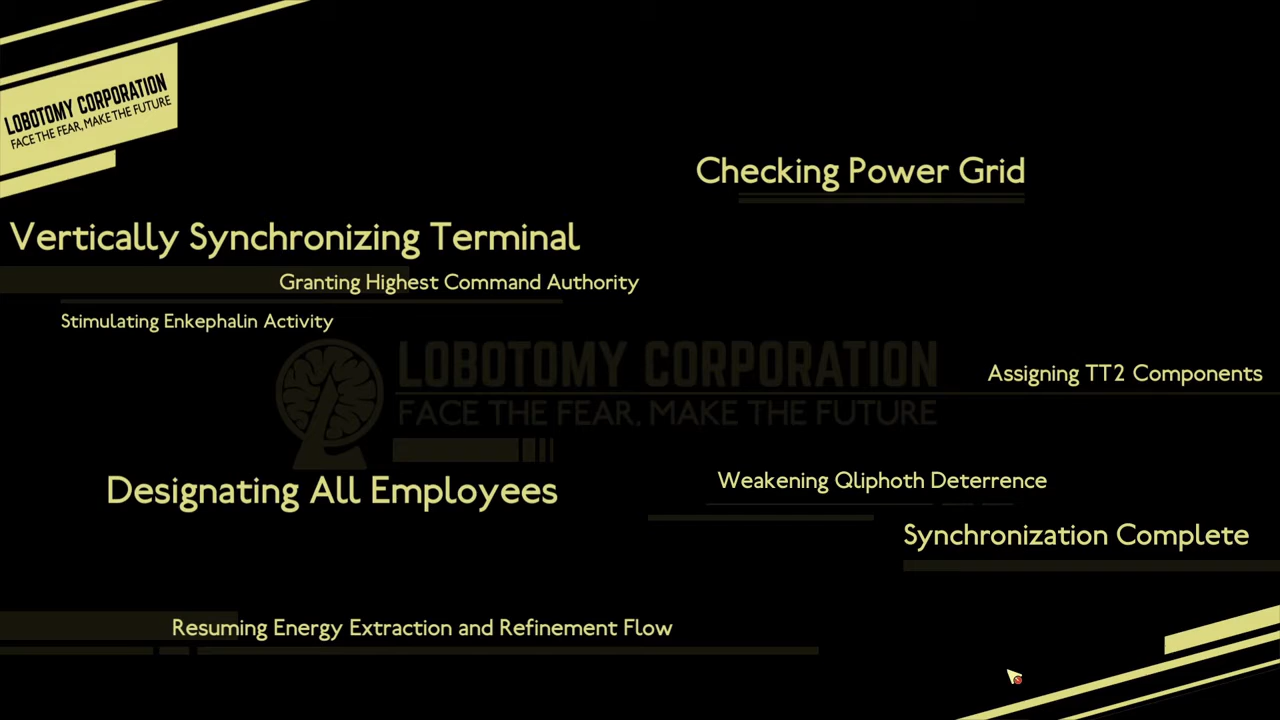 LOBOTOMY CORPORATION
FACE THE FEAR, MAKE THE FUTURE
Checking Power Grid
Vertically Synchronizing Terminal
Granting Highest Command Authority
Stimulating Enkephalin Activity
LOBOTOMY CORPORATION
FACE THE FEAR, MAKE THE FUTURE
Assigning TT2 Components
Designating All Employees
Weakening Qliphoth Deterrence
Synchronization Complete
Resuming Energy Extraction and Refinement Flow